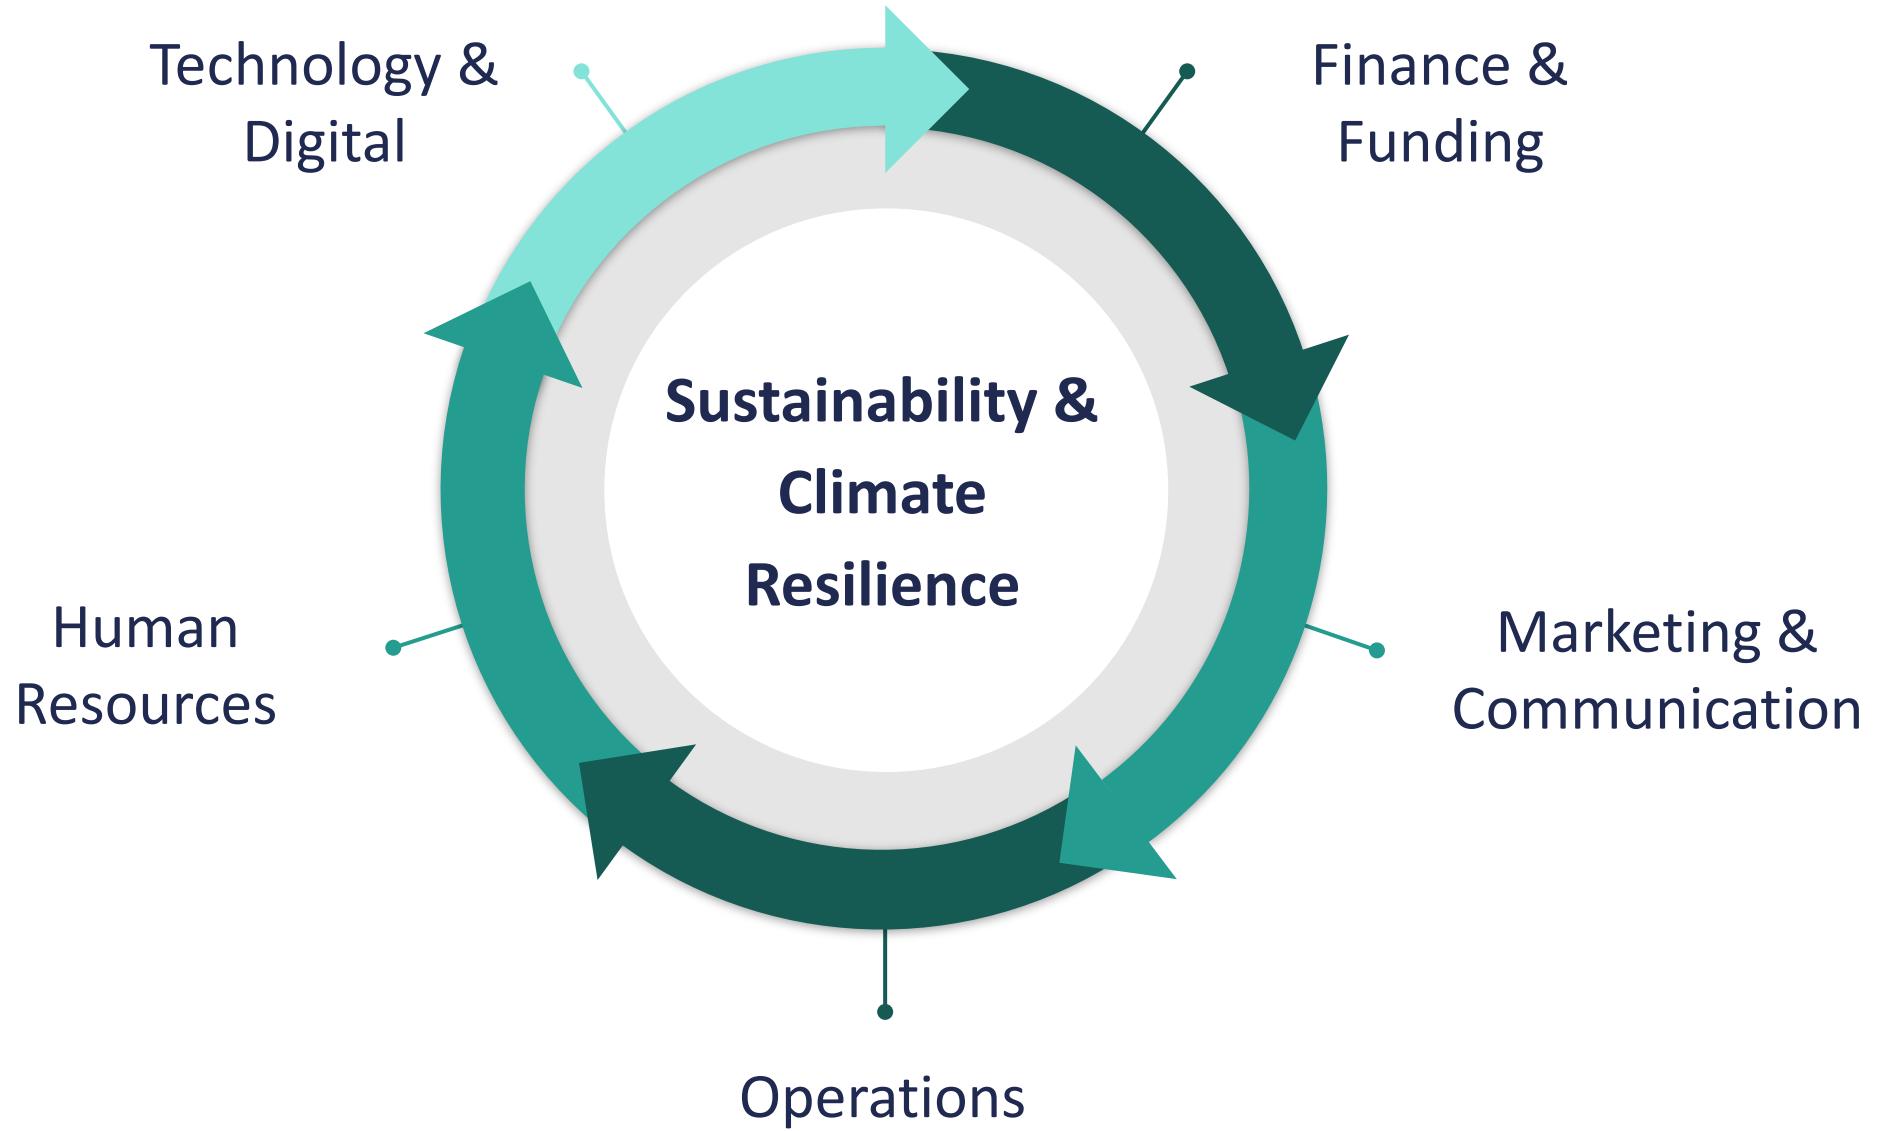 Technology &
Digital
Finance &
Funding
Sustainability &
Climate
Resilience
Human
Resources
Marketing &
Communication
Operations